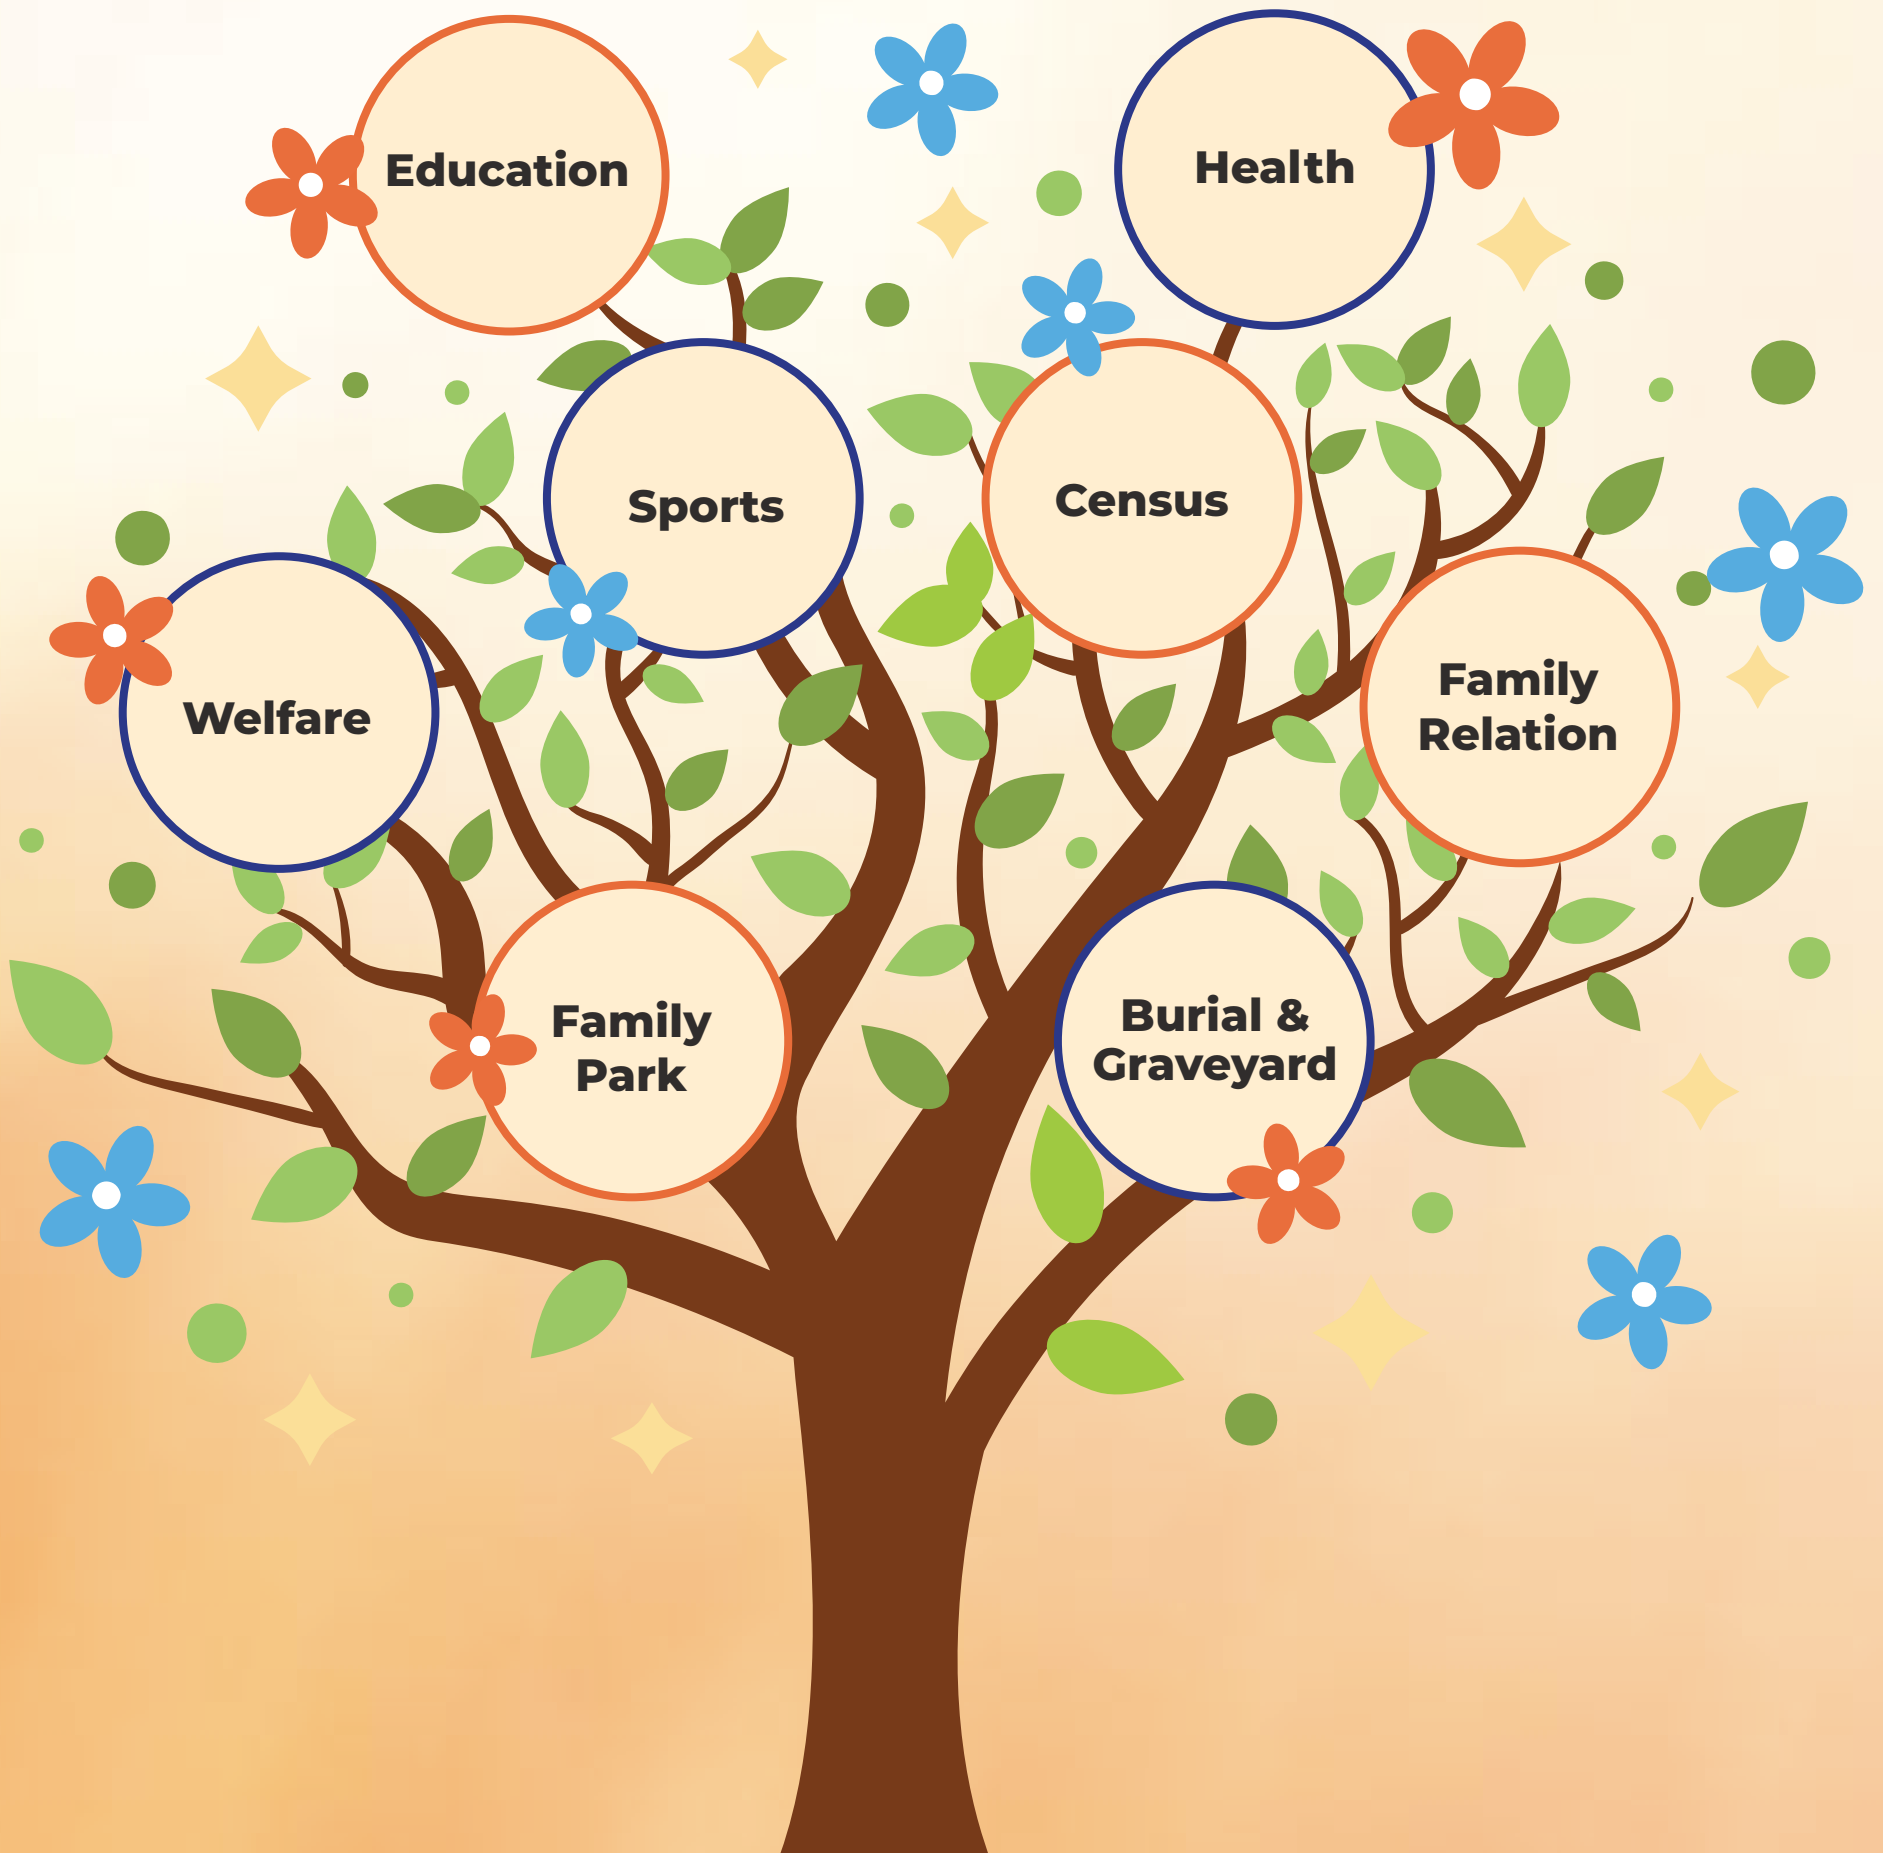 Education
Health
Sports
Census
Welfare
Family
Relation
Family
Park
Burial &
Graveyard